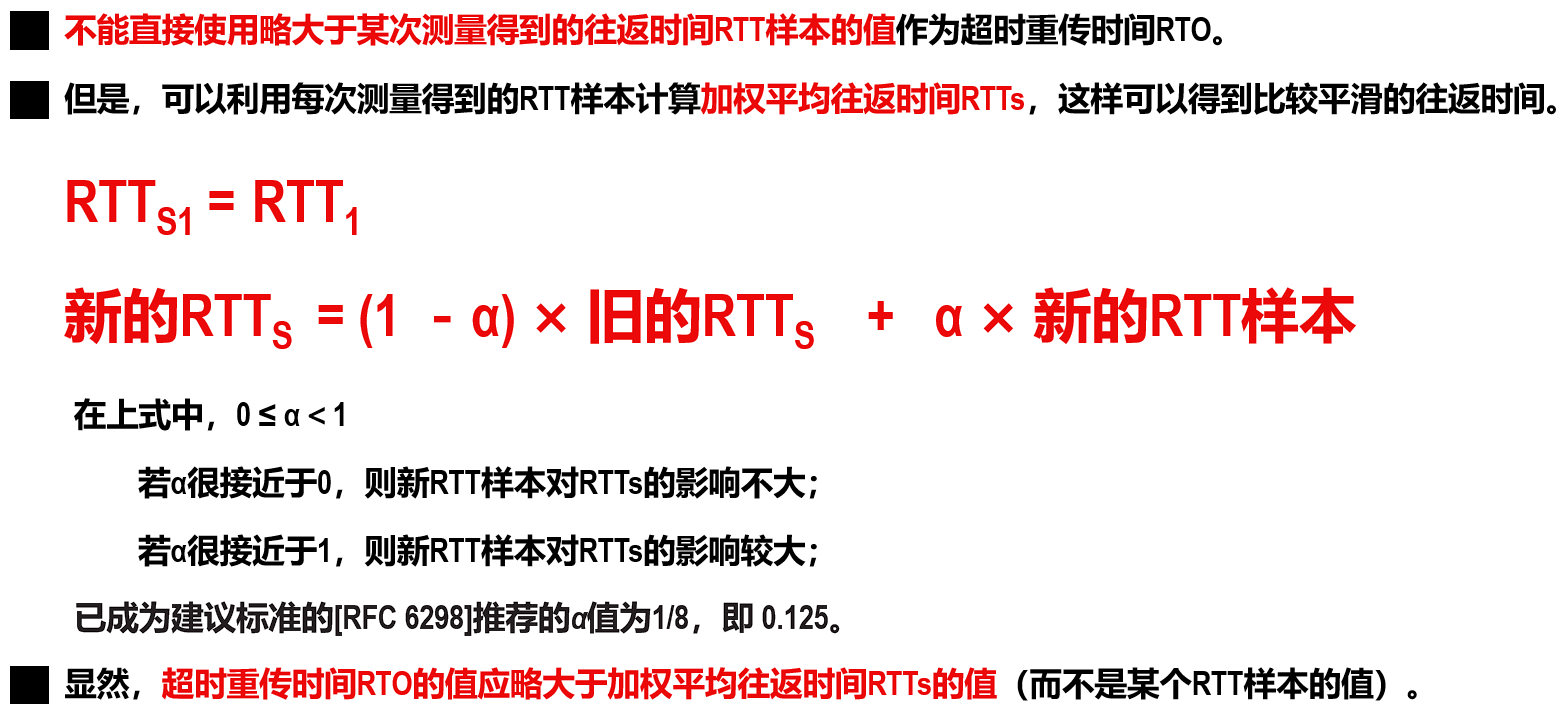 不能直接使用略大于某次测量得到的往返时间RTT样本的值作为超时重传时间RTO。
但是，可以利用每次测量得到的RTT样本计算加权平均往返时间RTTs，这样可以得到比较平滑的往返时间。
RTTS1 = RTT1
新的RTTS = (1 - α) × 旧的RTTS + α × 新的RTT样本
在上式中，0 ≤ α < 1
若α很接近于0，则新RTT样本对RTTs的影响不大；
若α很接近于1，则新RTT样本对RTTs的影响较大；
已成为建议标准的[RFC 6298]推荐的α值为1/8，即 0.125。
显然，超时重传时间RTO的值应略大于加权平均往返时间RTTs的值（而不是某个RTT样本的值）。